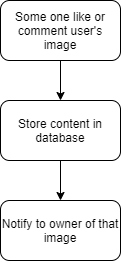 Some one like or
comment user's
image
Store content in
database
Notify to owner of that
image